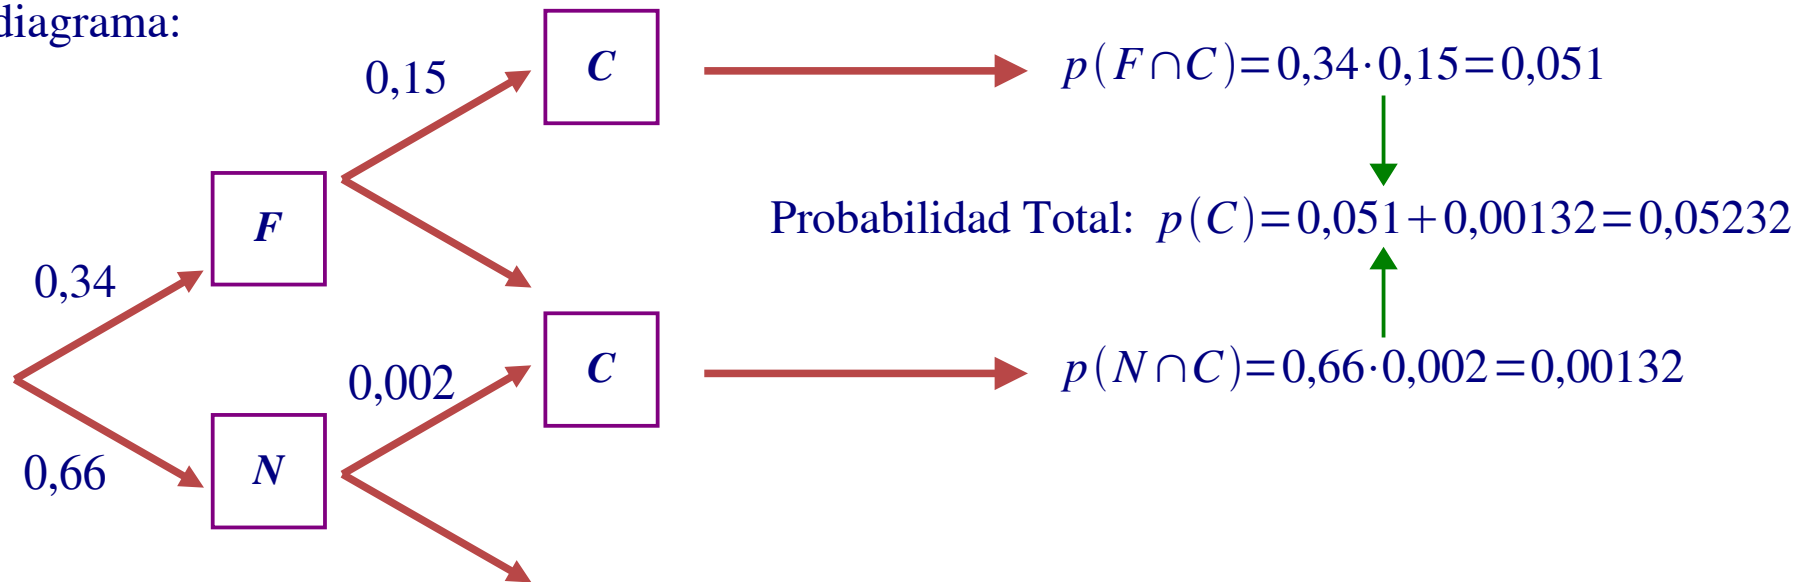 diagrama:
0,15
C
p(F∩C)=0,34·0,15=0,051
F
Probabilidad Total: p(C)=0,051+0,00132=0,05232
0,34
0,002
C
p(N∩C)=0,66·0,002=0,00132
0,66
N